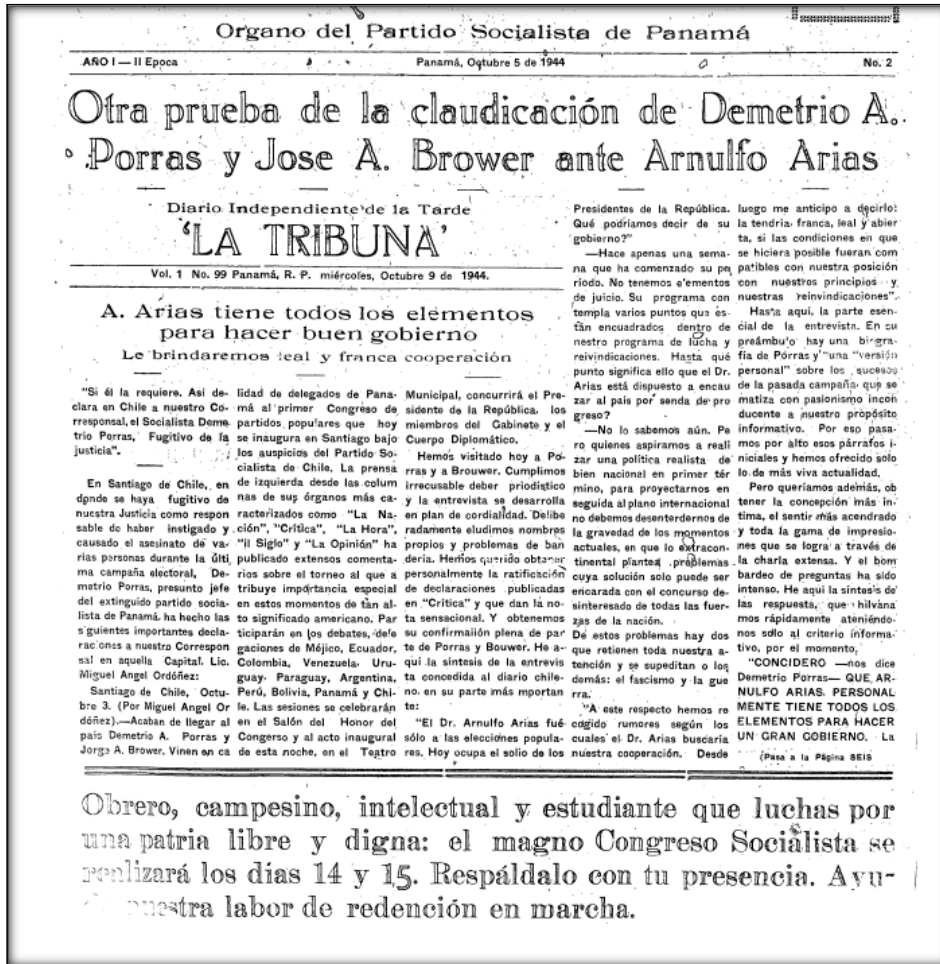 Organo del Partido Socialista de Panamá
AÑO I — II Epoca
Panamá, Octubre 5 de 1944
No. 2
Otra prueba de la claudicación de Demetrio A.
Porras y Jose A. Brower ante Arnulfo Arias
Diario Independiente de la Tarde
'LA TRIBUNA'
Vol. 1 No. 99 Panamá, R. P. miércoles, Octubre 9 de 1944.
A. Arias tiene todos los elementos
para hacer buen gobierno
Le brindaremos leal y franca cooperación
"Si él la requiere. Así de-
clara en Chile a nuestro Co-
rresponsal, el Socialista Deme
trio Porras, Fugitivo de la
justicia".
En Santiago de Chile, en
dpnde se haya fugitivo de
nuestra Justicia como respon
sable de haber instigado y
causado el asesinato de va-
rias personas durante la últi
ma campaña electoral, De-
metrio Porras, presunto jefe
del extinguido partido socia-
lista de Panamá ha hecho las
siguientes importantes decla-
raciones a nuestro Correspon
sal en aquella Capital. Lic.
Miguel Angel Ordóñez:
Santiago de Chile, Octu-
bre 3. (Por Miguel Angel Or
dóñez).—Acaban de llegar al
país Demetrio A. Porras y
Jorge A. Brower. Vinen en ca
lidad de delegados de Pana-
má al primer Congreso de
partidos populares que hoy
se inaugura en Santiago bajo
los auspicios del Partido So-
cialista de Chile. La prensa
de izquierda desde las colum
nas de sus órganos más ca-
racterizados como "La Na-
ción", "Crítica", "La Hora",
"il Siglo" y "La Opinión" ha
publicado extensos comenta-
rios sobre el torneo al que a
tribuye importancia especial
en estos momentos de tan al-
to significado americano. Par
ticiparán en los debates, dele
gaciones de Méjico, Ecuador,
Colombia, Venezuela, Uru-
guay, Paraguay, Argentina,
Perú, Bolivia, Panamá y Chi-
le. Las sesiones se celebrarán
en el Salón del Honor del
Congerso y al acto inaugural
de esta noche, en el Teatro
Municipal, concurrirá el Pre-
sidente de la República, los
miembros del Gabinete y el
Cuerpo Diplomático.
Hemos visitado hoy a Po-
rras y a Brouwer. Cumplimos
irrecusable deber priodístico
y la entrevista se desarrolla
en plan de cordialidad. Delibe
radamente eludimos nombres
propios y problemas de ban
dería. Hemos querido obtener
personalmente la ratificación
de declaraciones publicadas
en "Crítica" y que dan la no-
ta sensacional. Y obtenemos
su confirmaiión plena de par
te de Porras y Bouwer. He a-
quí la síntesis de la entrevis
ta concedida al diario chile-
no, en su parte más mportan
te:
"El Dr. Arnulfo Arias fué
sólo a las elecciones popula-
res. Hoy ocupa el solio de los
Presidentes de la República.
Qué podríamos decir de su
gobierno?"
—Hace apenas una sema-
na que ha comenzado su pe
ríodo. No tenemos e'ementos
de juicio. Su programa con-
templa varios puntos que es-
tán encuadrados dentro de
nestro programa de lucha y
reivindicaciones. Hasta qué
punto significa ello que el Dr.
Arias está dispuesto a encau
zar al país por senda de pro
greso?
—No lo sabemos aún. Pe
ro quienes aspiramos a reali
zar una política realista de
bien nacional en primer tér
mino, para proyectarnos en
seguida al plano internacional
no debemos desenterdernos de
la gravedad de los momentos
actuales, en que lo extracon-
tinental plantea problemas
cuya solución solo puede ser
encarada con el concurso de-
sinteresado de todas las fuer-
zas de la nación.
De estos problemas hay dos
que retienen toda nuestra a-
tención y se supeditan o los
demás: el fascismo y la gue
rra.
"A este respecto hemos re
cogido rumores según los
cuales el Dr. Arias buscaría
nuestra cooperación. Desde
luego me anticipo a decirlo:
la tendría, franca, leal y abier
ta, si las condiciones en que
se hiciera posible fueran com
patibles con nuestra posición
con nuestros principios y
nuestras reinvindicaciones".
Hasta aquí, la parte esen-
cial de la entrevista. En su
preámbu'o hay una biogra-
fía de Porras y "una "versión
personal" sobre los sucesos
de la pasada campaña, que se
matiza con pasionismo incon
ducente a nuestro propósito
informativo. Por eso pasa-
mos por alto esos párrafos i-
niciales y hemos ofrecido solo
lo de más viva actualidad.
Pero queríamos además, ob
tener la concepción más ín-
tima, el sentir más acendrado
y toda la gama de impresio-
nes que se logra a través de
la charla extensa. Y el bom
bardeo de preguntas ha sido
intenso. He aqui la síntesis de
las respuesta, que hilvana
mos rápidamente ateniéndo-
nos sólo al criterio informa-
tivo, por el momento,
"CONCIDERO —nos dice
Demetrio Porras— QUE AR-
NULFO ARIAS. PERSONAL
MENTE TIENE TODOS LOS
ELEMENTOS PARA HACER
UN GRAN GOBIERNO. La
(Pasa a la Página SEIS
Obrero, campesino, intelectual y estudiante que luchas por
una patria libre y digna: el magno Congreso Socialista se
realizará los dias 14 y 15. Respáldalo con tu presencia. Ayu-
nuestra labor de redención en marcha.